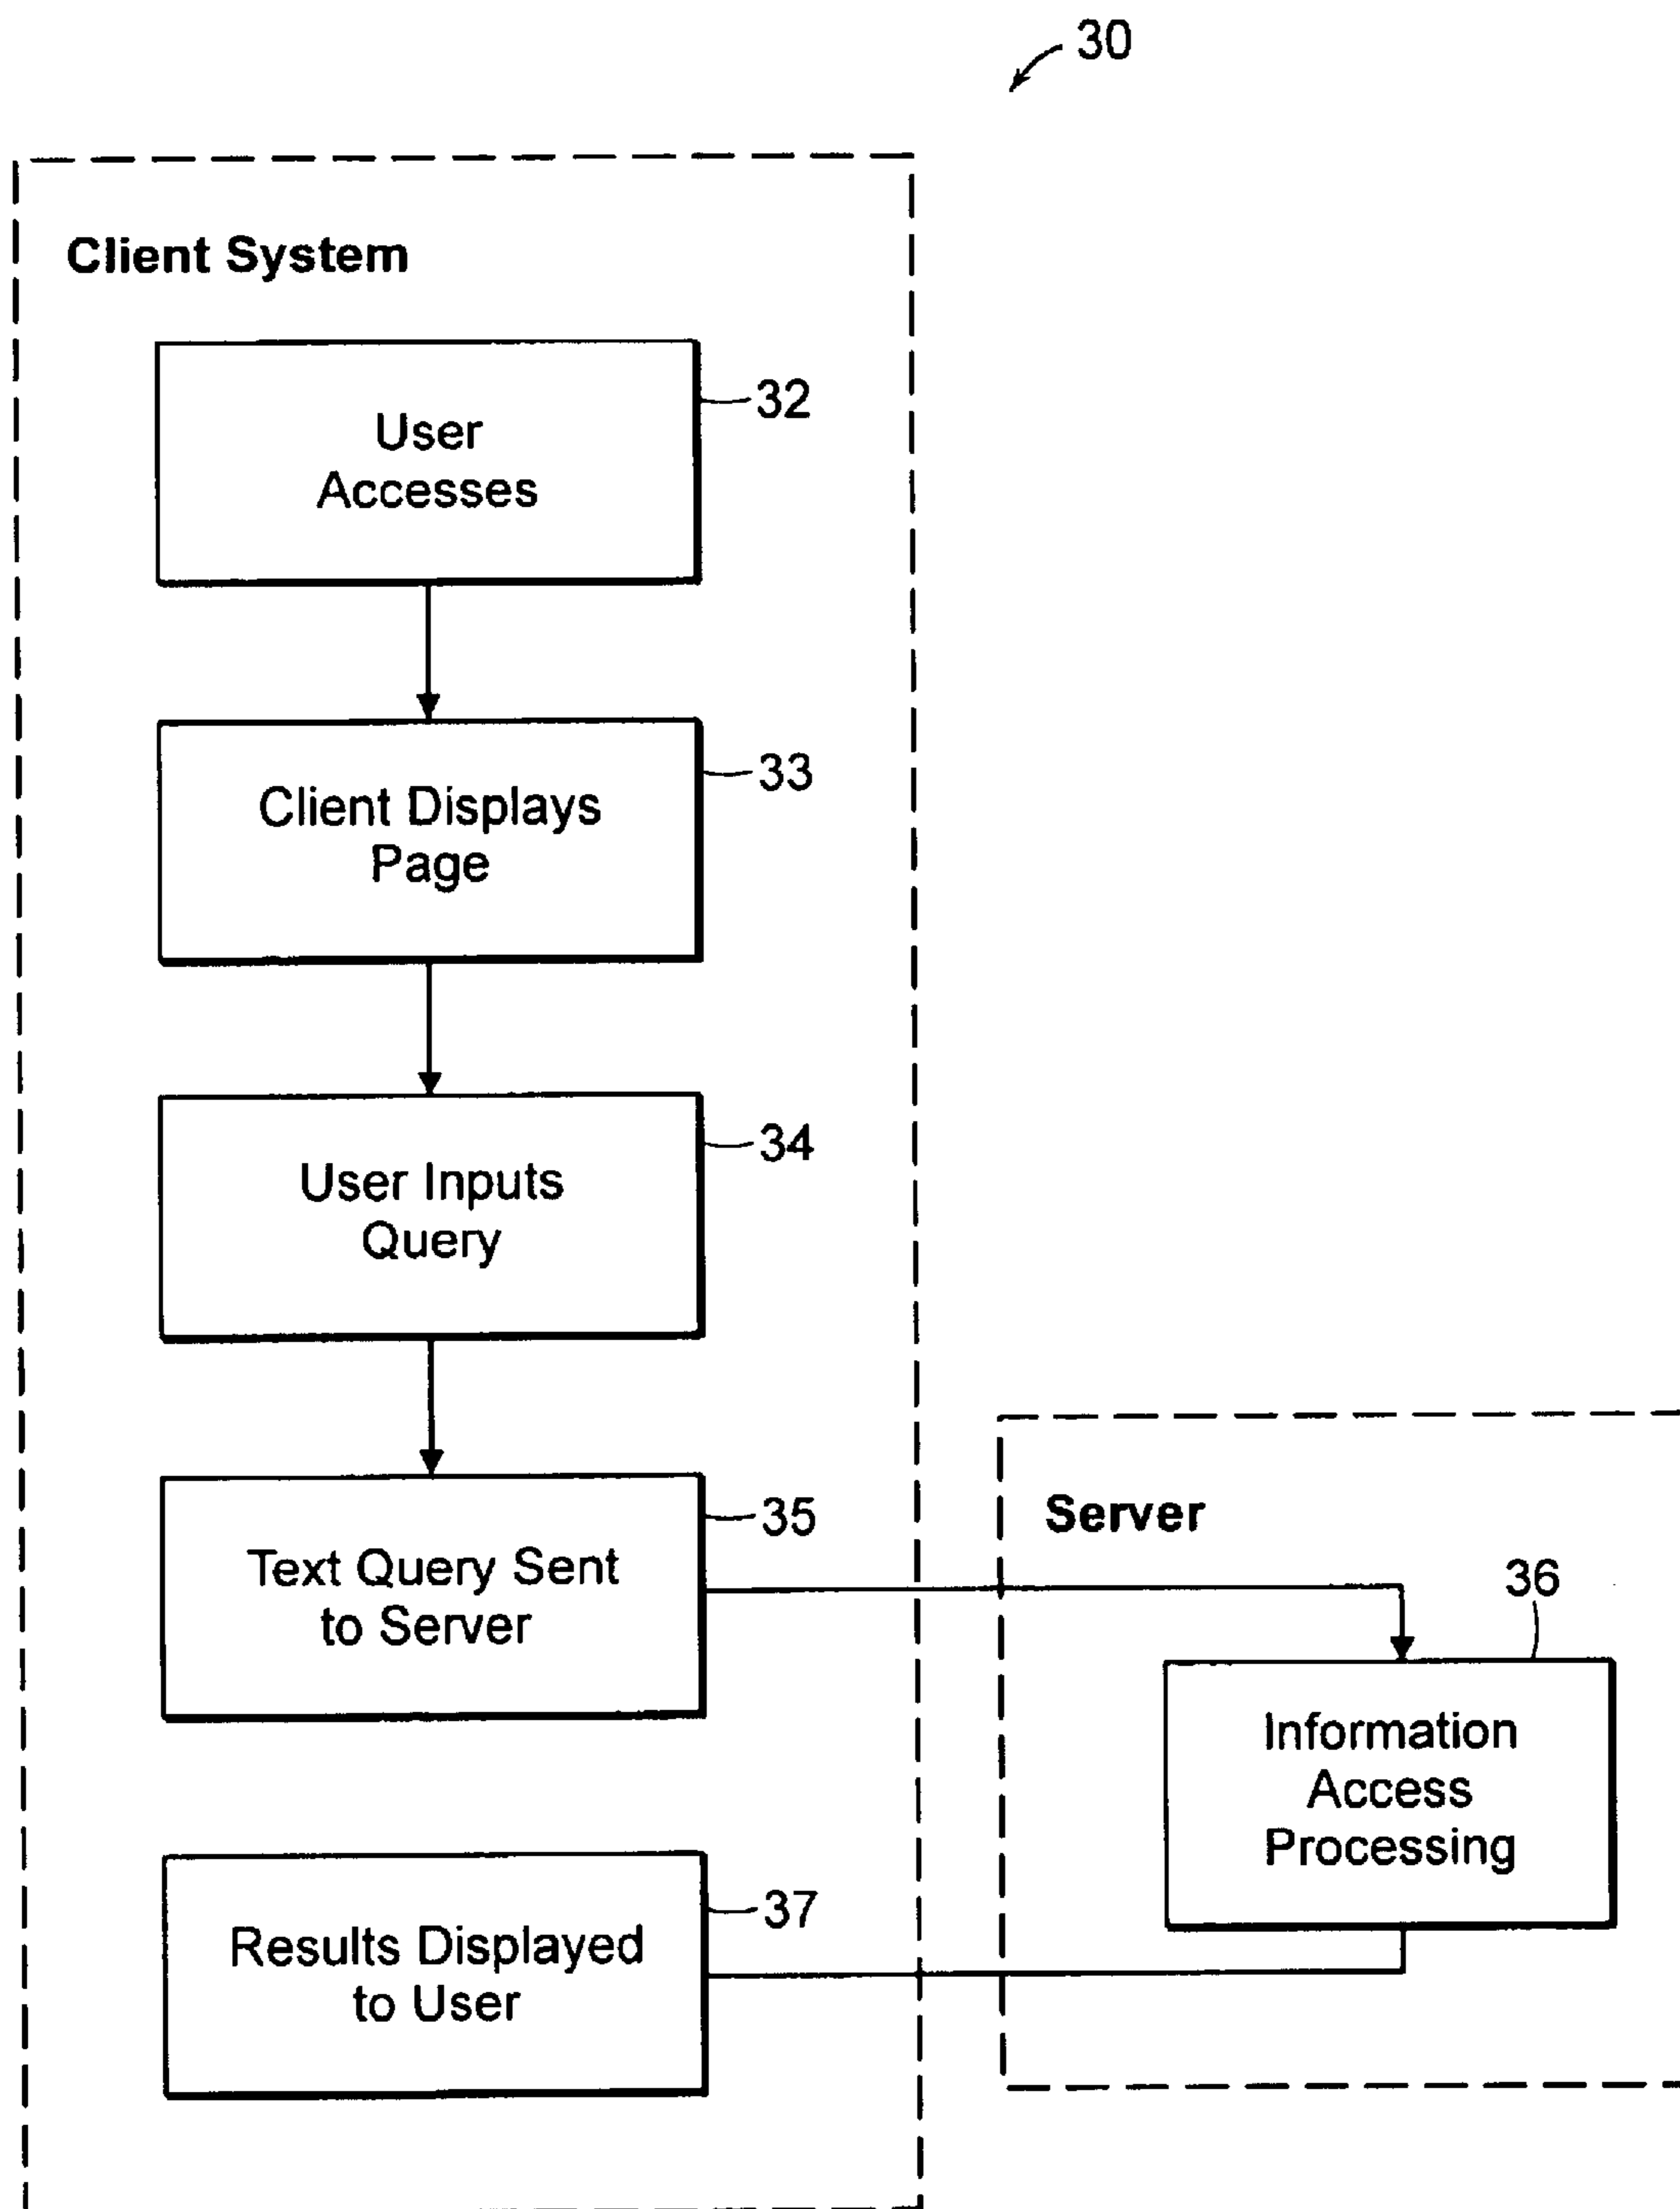 30
Client System
32
User
Accesses
33
Client Displays
Page
34
User Inputs
Query
35
Text Query Sent
to Server
Server
36
Information
Access
Processing
37
Results Displayed
to User